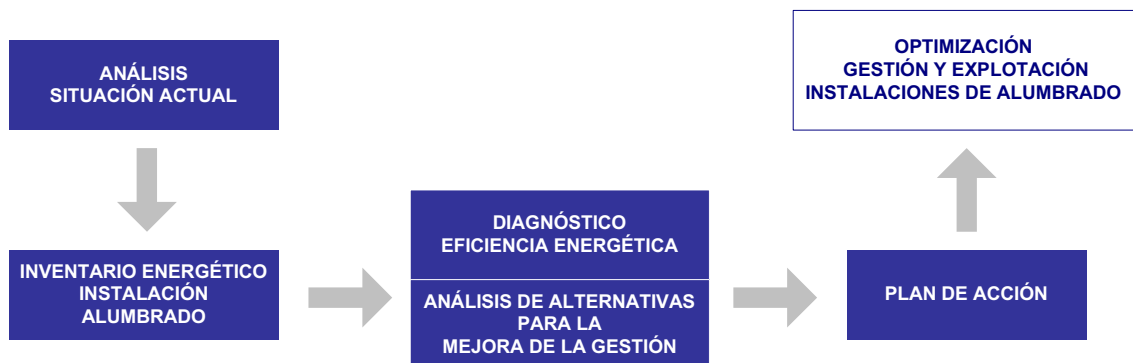 ANÁLISIS
SITUACIÓN ACTUAL
INVENTARIO ENERGÉTICO
INSTALACIÓN
ALUMBRADO
DIAGNÓSTICO
EFICIENCIA ENERGÉTICA
ANÁLISIS DE ALTERNATIVAS
PARA LA
MEJORA DE LA GESTIÓN
PLAN DE ACCIÓN
OPTIMIZACIÓN
GESTIÓN Y EXPLOTACIÓN
INSTALACIONES DE ALUMBRADO